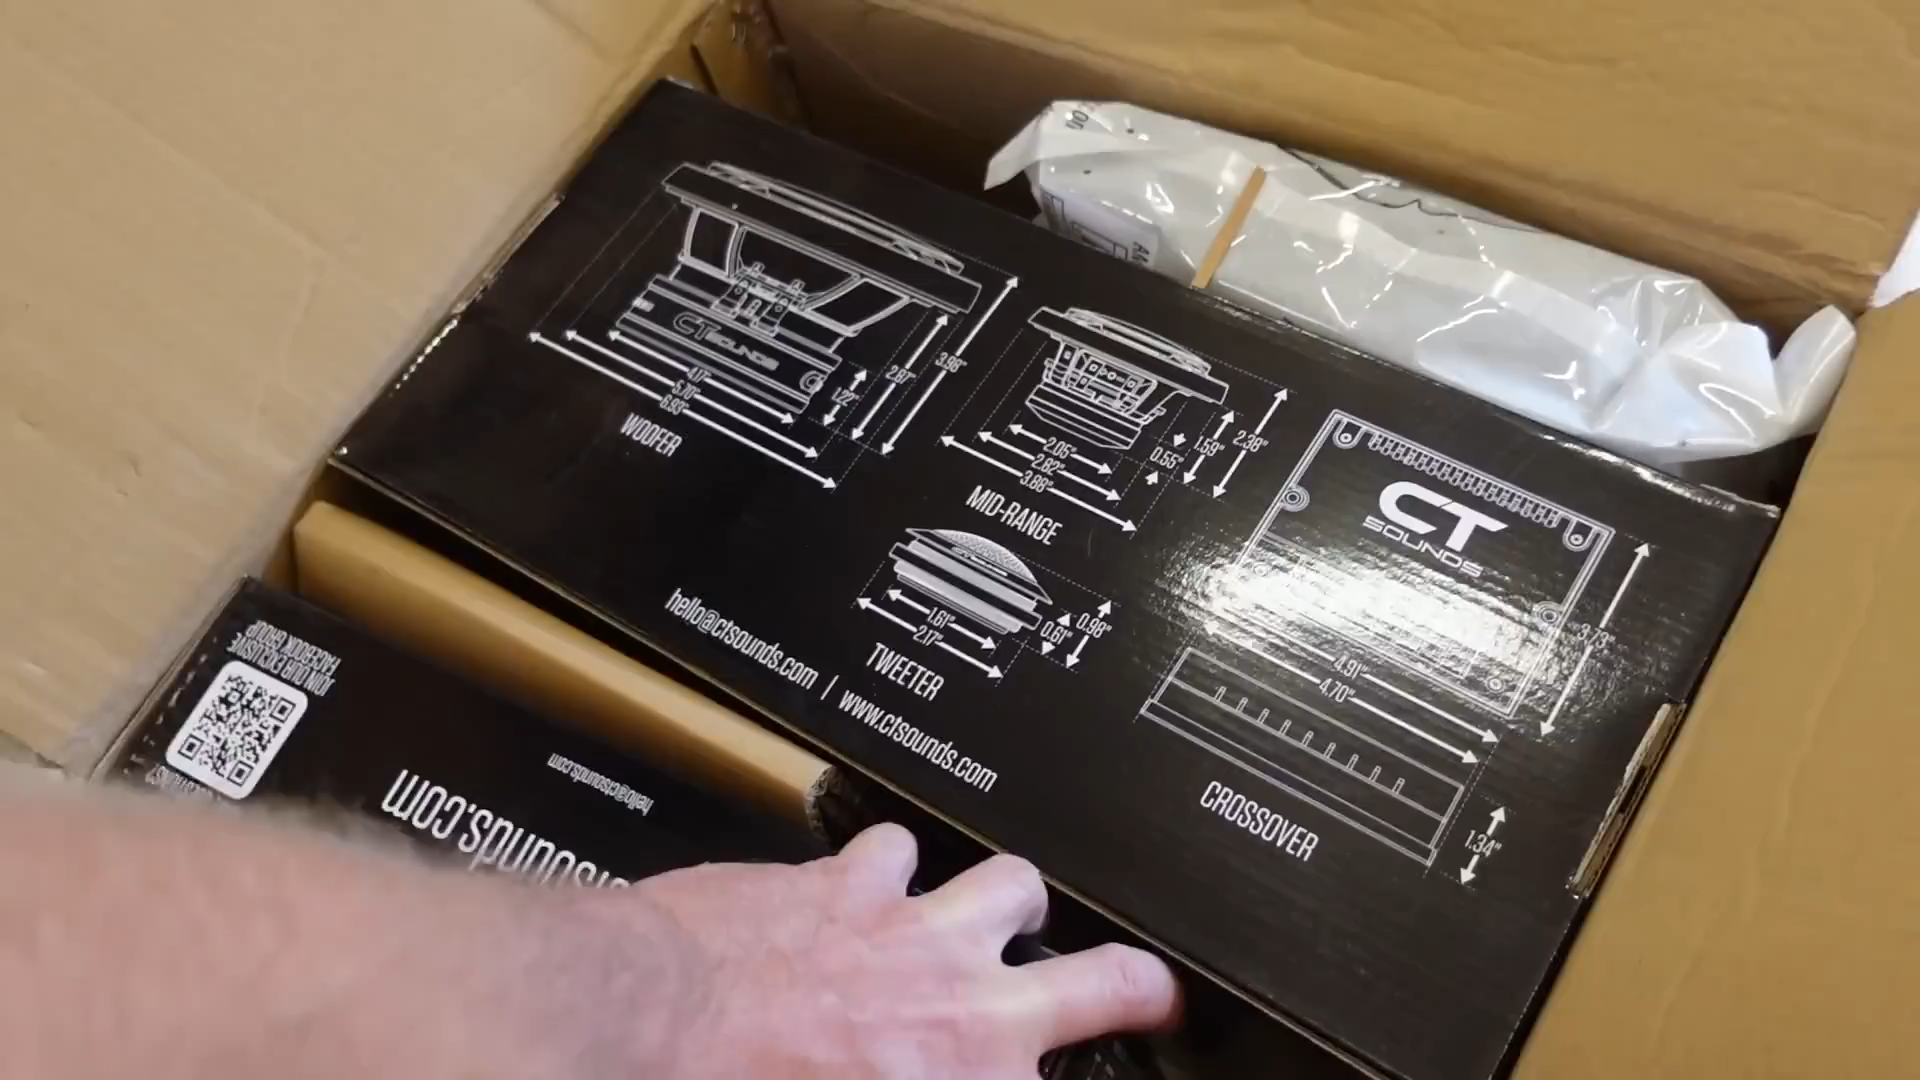 CT SOUNDS
4.17"
5.70"
6.93"
1.22"
2.87"
3.98"
WOOFER
2.05"
2.82"
3.88"
0.55"
1.59"
2.38"
MID-RANGE
1.61"
2.17"
0.61"
0.98"
TWEETER
CT
SOUNDS
3.73"
4.91"
4.70"
1.34"
CROSSOVER
hello@ctsounds.com | www.ctsounds.com
JOIN OUR EXCLUSIVE
FACEBOOK GROUP
hello@ctsounds.com
ctsounds.com